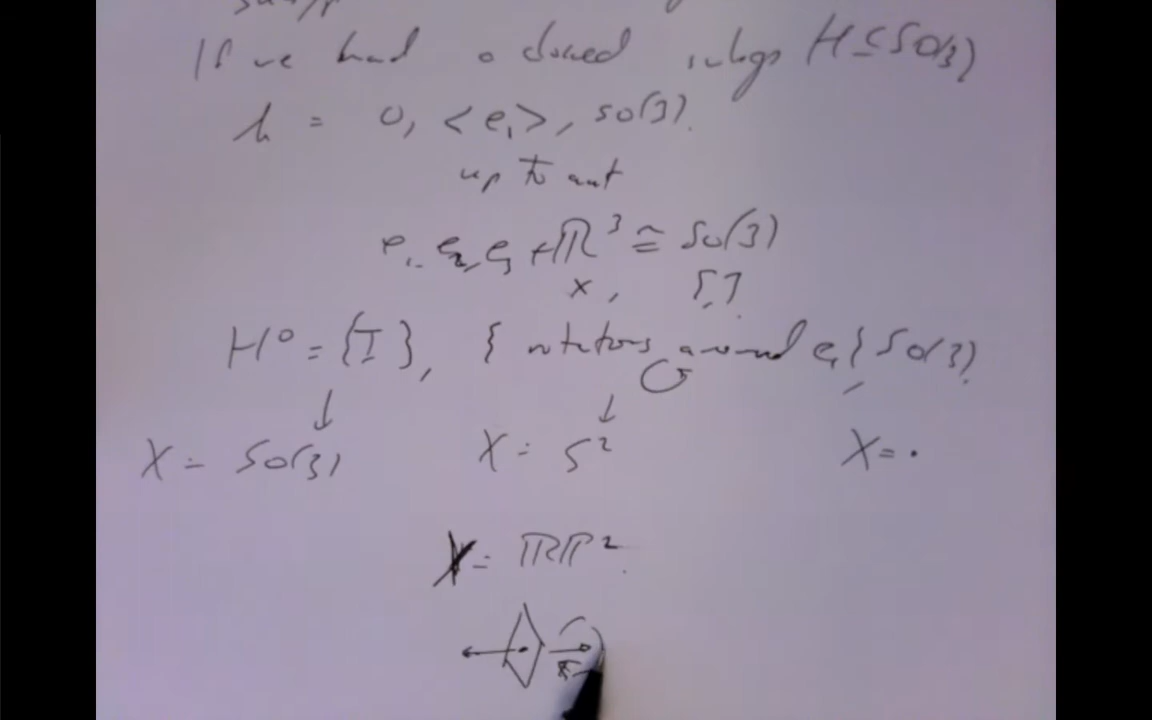 If we had a closed subgp H ≤ SO(3)
h = 0, <e₁>, so(3).
up to aut
e₁, e₂, e₃ ℝ³ ≅ so(3)
×, [,]
H⁰ = {I}, { rotations around e₁} SO(3)
↓ ↓
X = SO(3) X = S² X = ·
X = ℝℙ².